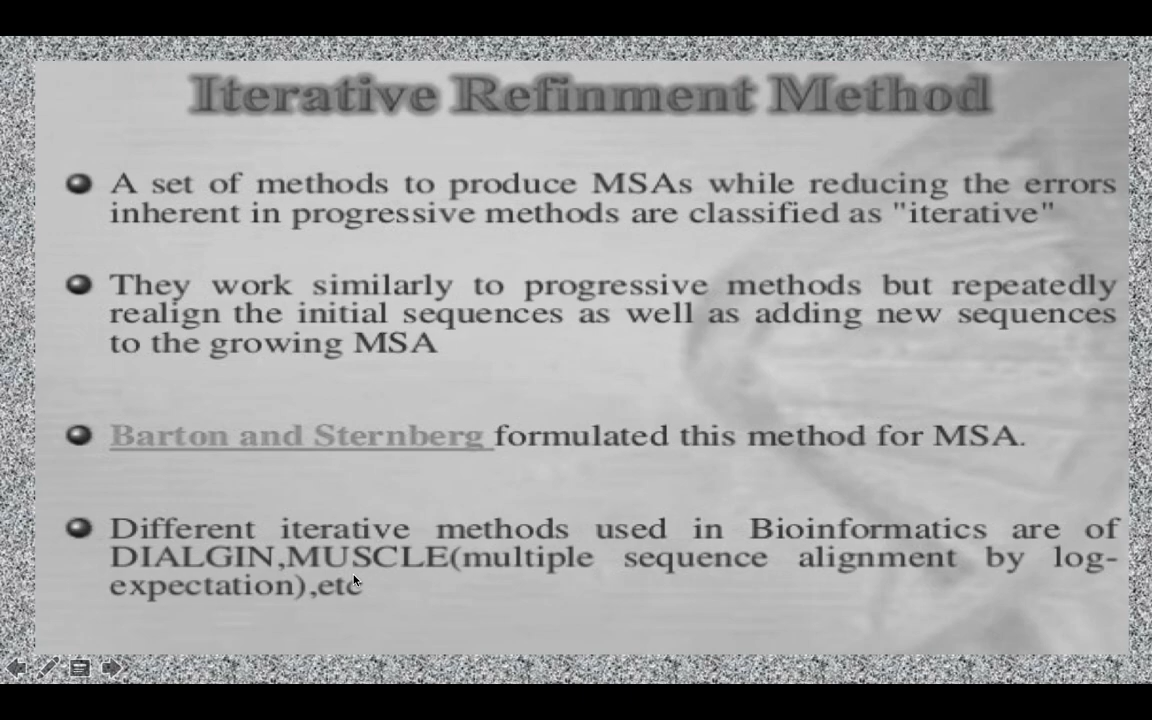 Iterative Refinment Method
A set of methods to produce MSAs while reducing the errors
inherent in progressive methods are classified as "iterative"
They work similarly to progressive methods but repeatedly
realign the initial sequences as well as adding new sequences
to the growing MSA
Barton and Sternberg formulated this method for MSA.
Different iterative methods used in Bioinformatics are of
DIALGIN,MUSCLE(multiple sequence alignment by log-
expectation),etc